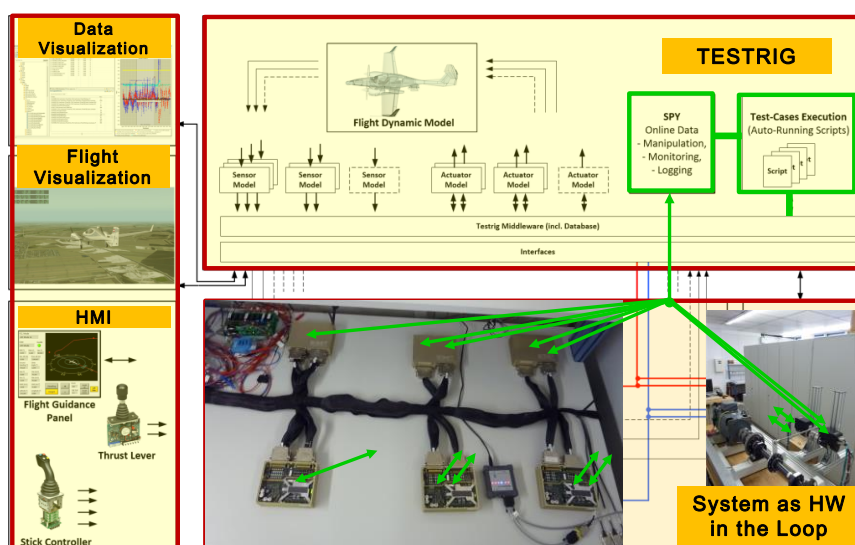 Data
Visualization
Flight
Visualization
HMI
Flight Guidance
Panel
Thrust Lever
Stick Controller
TESTRIG
Flight Dynamic Model
Sensor
Model
Sensor
Model
Sensor
Model
Actuator
Model
Actuator
Model
Actuator
Model
SPY
Online Data
- Manipulation,
- Monitoring,
- Logging
Test-Cases Execution
(Auto-Running Scripts)
Script t t
Testrig Middleware (incl. Database)
Interfaces
System as HW
in the Loop